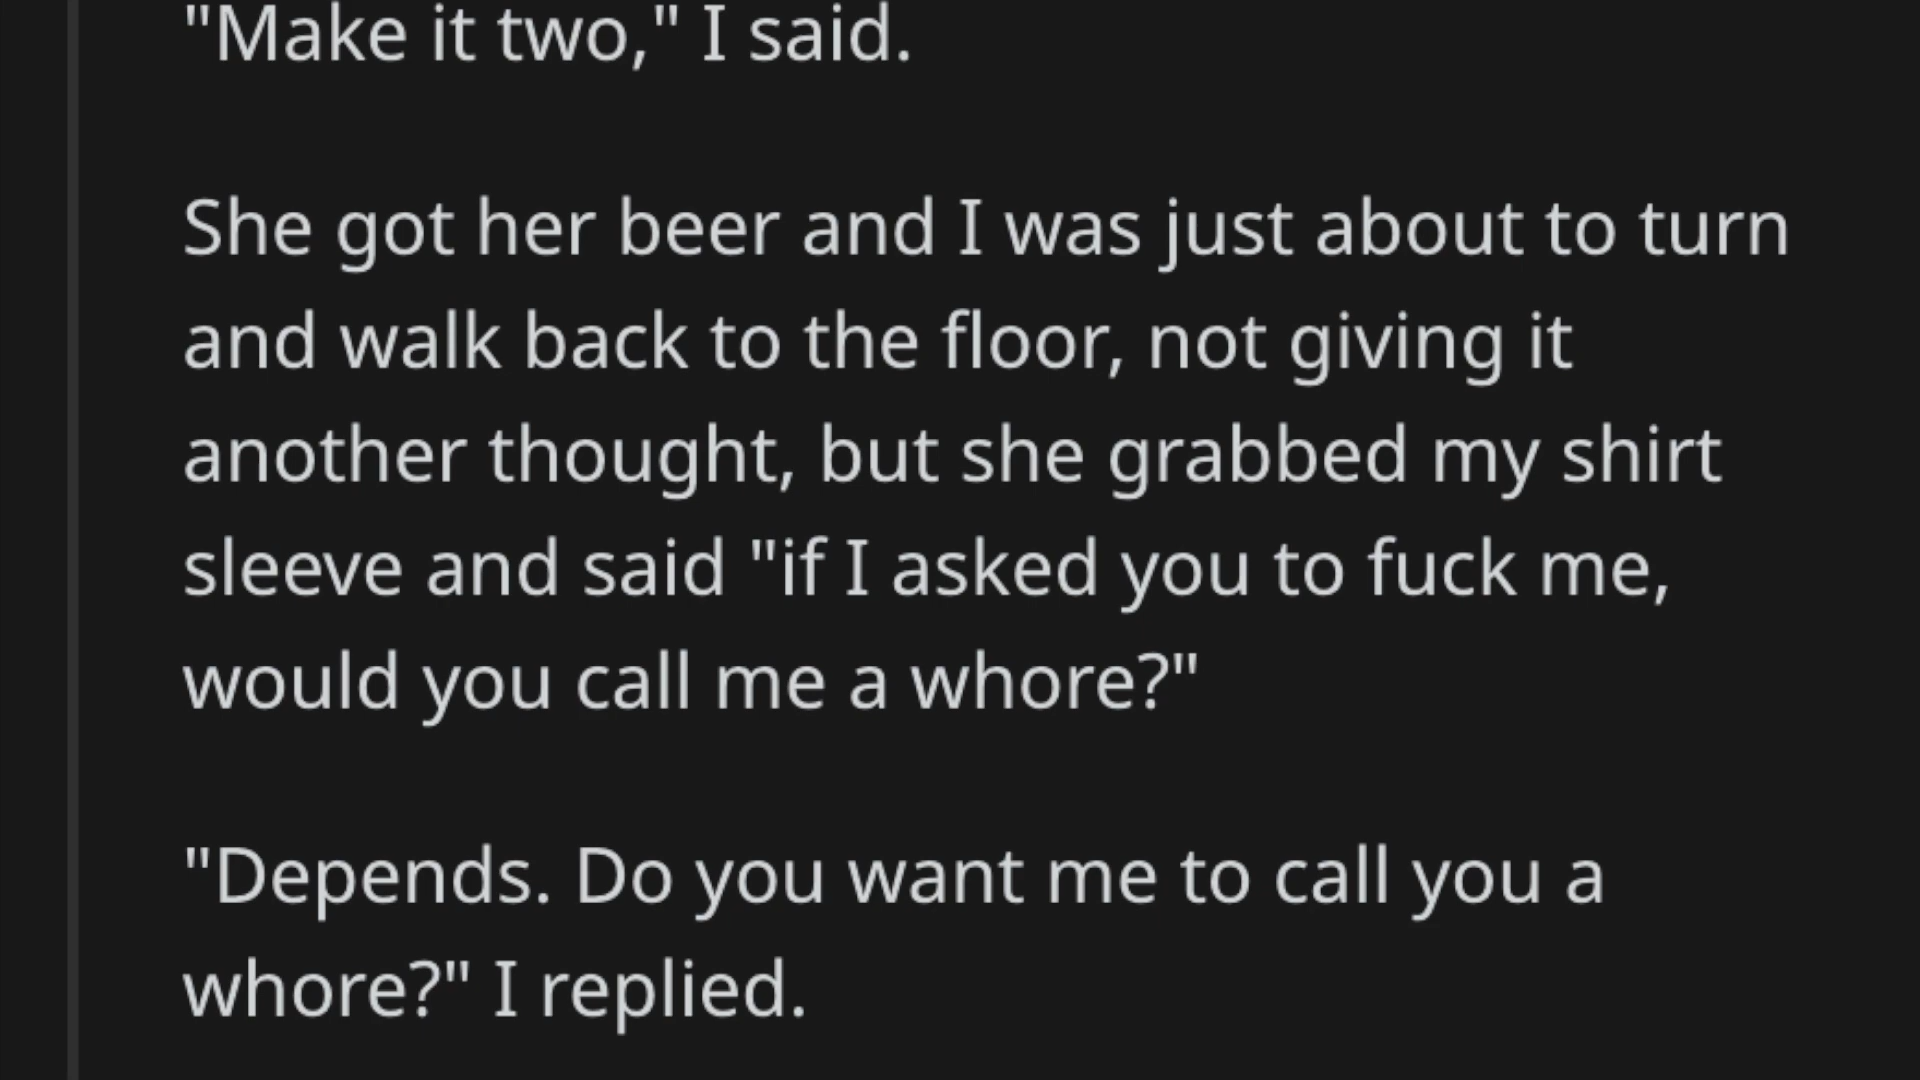 "Make it two," I said.
She got her beer and I was just about to turn
and walk back to the floor, not giving it
another thought, but she grabbed my shirt
sleeve and said "if I asked you to fuck me,
would you call me a whore?"
"Depends. Do you want me to call you a
whore?" I replied.